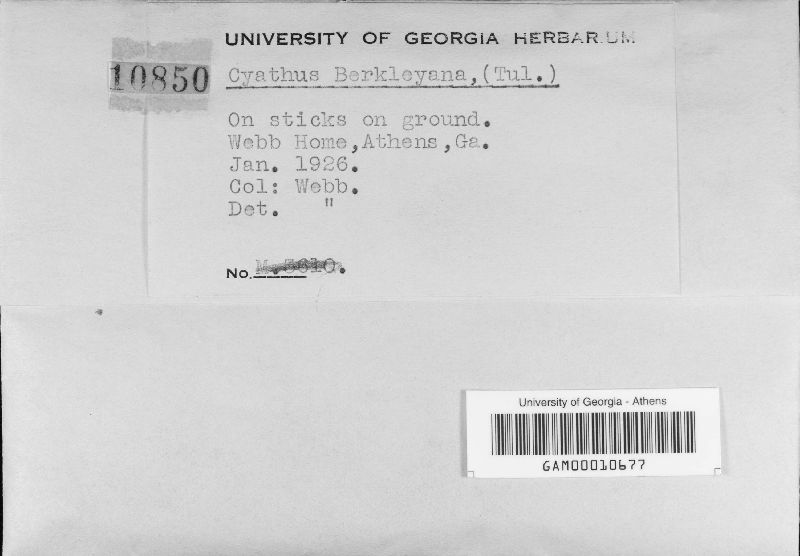 UNIVERSITY OF GEORGIA HERBARIUM
10850
Cyathus Berkleyana,(Tul.)
On sticks on ground.
Webb Home,Athens,Ga.
Jan. 1926.
Col: Webb.
Det. "
No.
University of Georgia - Athens
GAM00010677